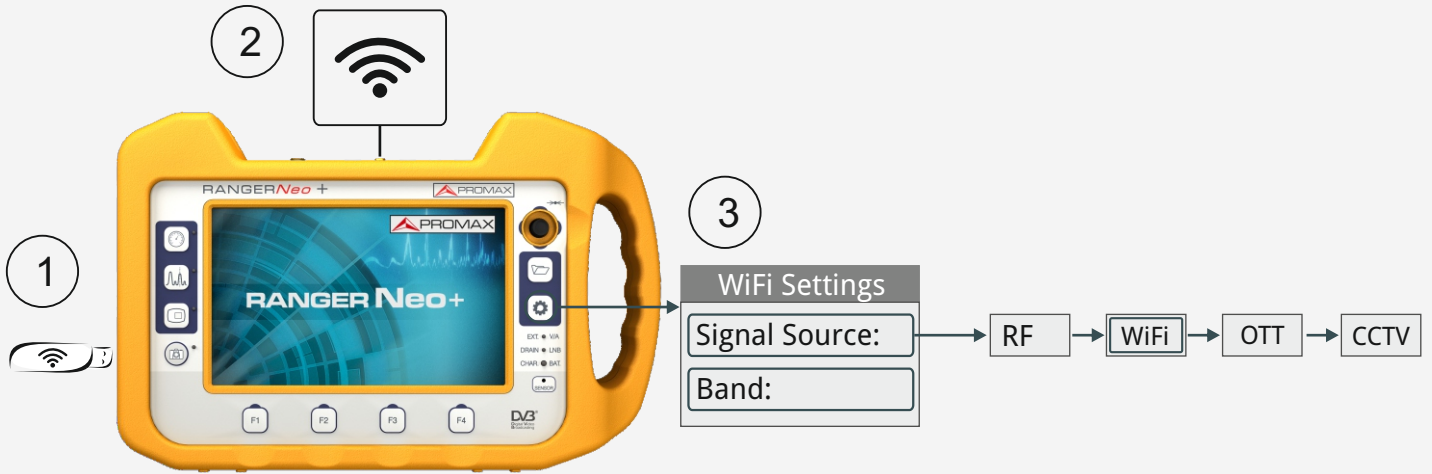 2
RANGERNeo +
PROMAX
PROMAX
RANGER Neo+
1
EXT. V/A
DRAIN LNB
CHAR. BAT.
SENSOR
F1
F2
F3
F4
DVB
3
WiFi Settings
Signal Source:
Band:
RF
WiFi
OTT
CCTV